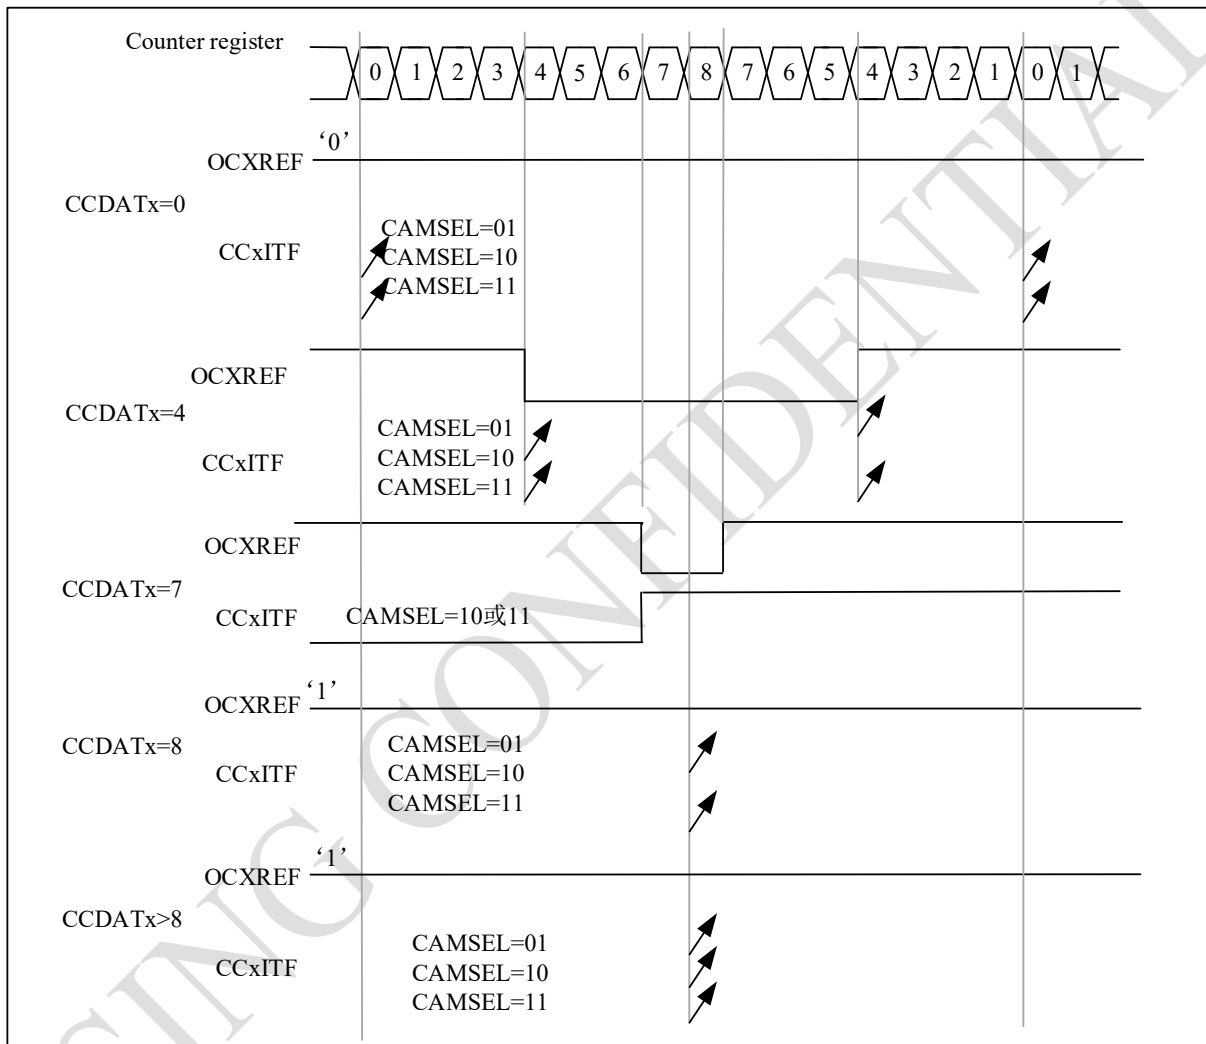 Counter register
0 1 2 3 4 5 6 7 8 7 6 5 4 3 2 1 0 1
‘0’
OCXREF
CCDATx=0
CCxITF
CAMSEL=01
CAMSEL=10
CAMSEL=11
OCXREF
CCDATx=4
CCxITF
CAMSEL=01
CAMSEL=10
CAMSEL=11
OCXREF
CCDATx=7
CCxITF
CAMSEL=10或11
‘1’
OCXREF
CCDATx=8
CCxITF
CAMSEL=01
CAMSEL=10
CAMSEL=11
‘1’
OCXREF
CCDATx>8
CCxITF
CAMSEL=01
CAMSEL=10
CAMSEL=11
SING CONFIDENTIAL